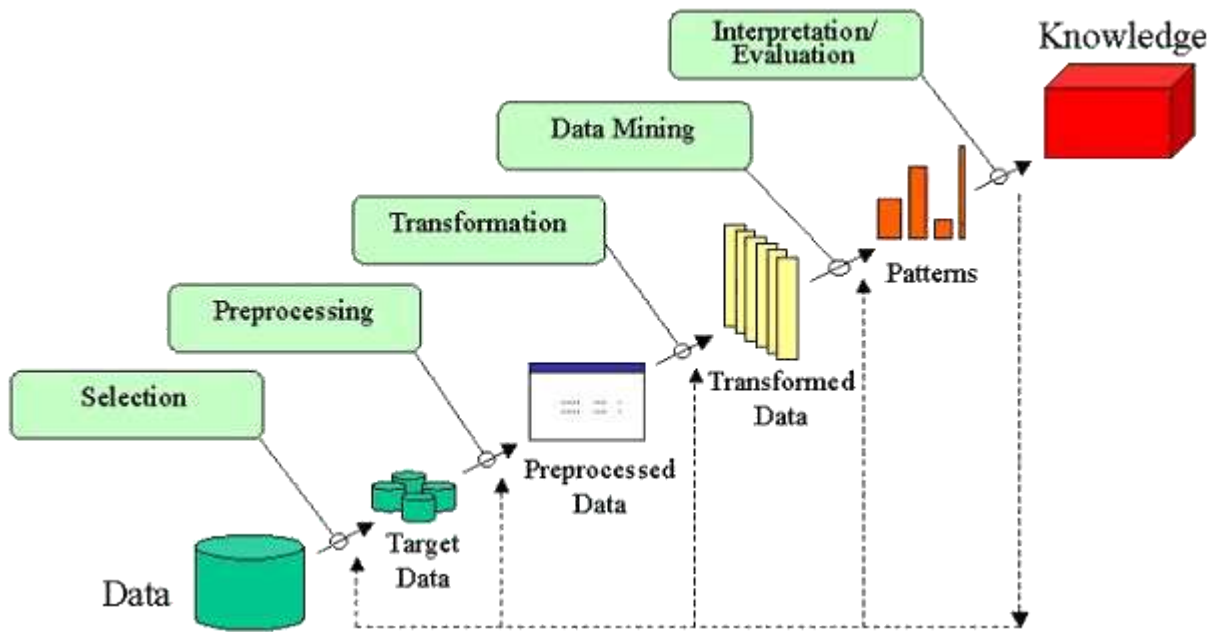 Interpretation/
Evaluation
Knowledge
Data Mining
Transformation
Patterns
Preprocessing
Transformed
Data
Selection
Preprocessed
Data
Target
Data
Data